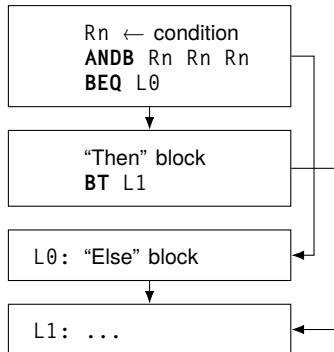 Rn ← condition
ANDB Rn Rn Rn
BEQ L0
“Then” block
BT L1
L0: “Else” block
L1: ...